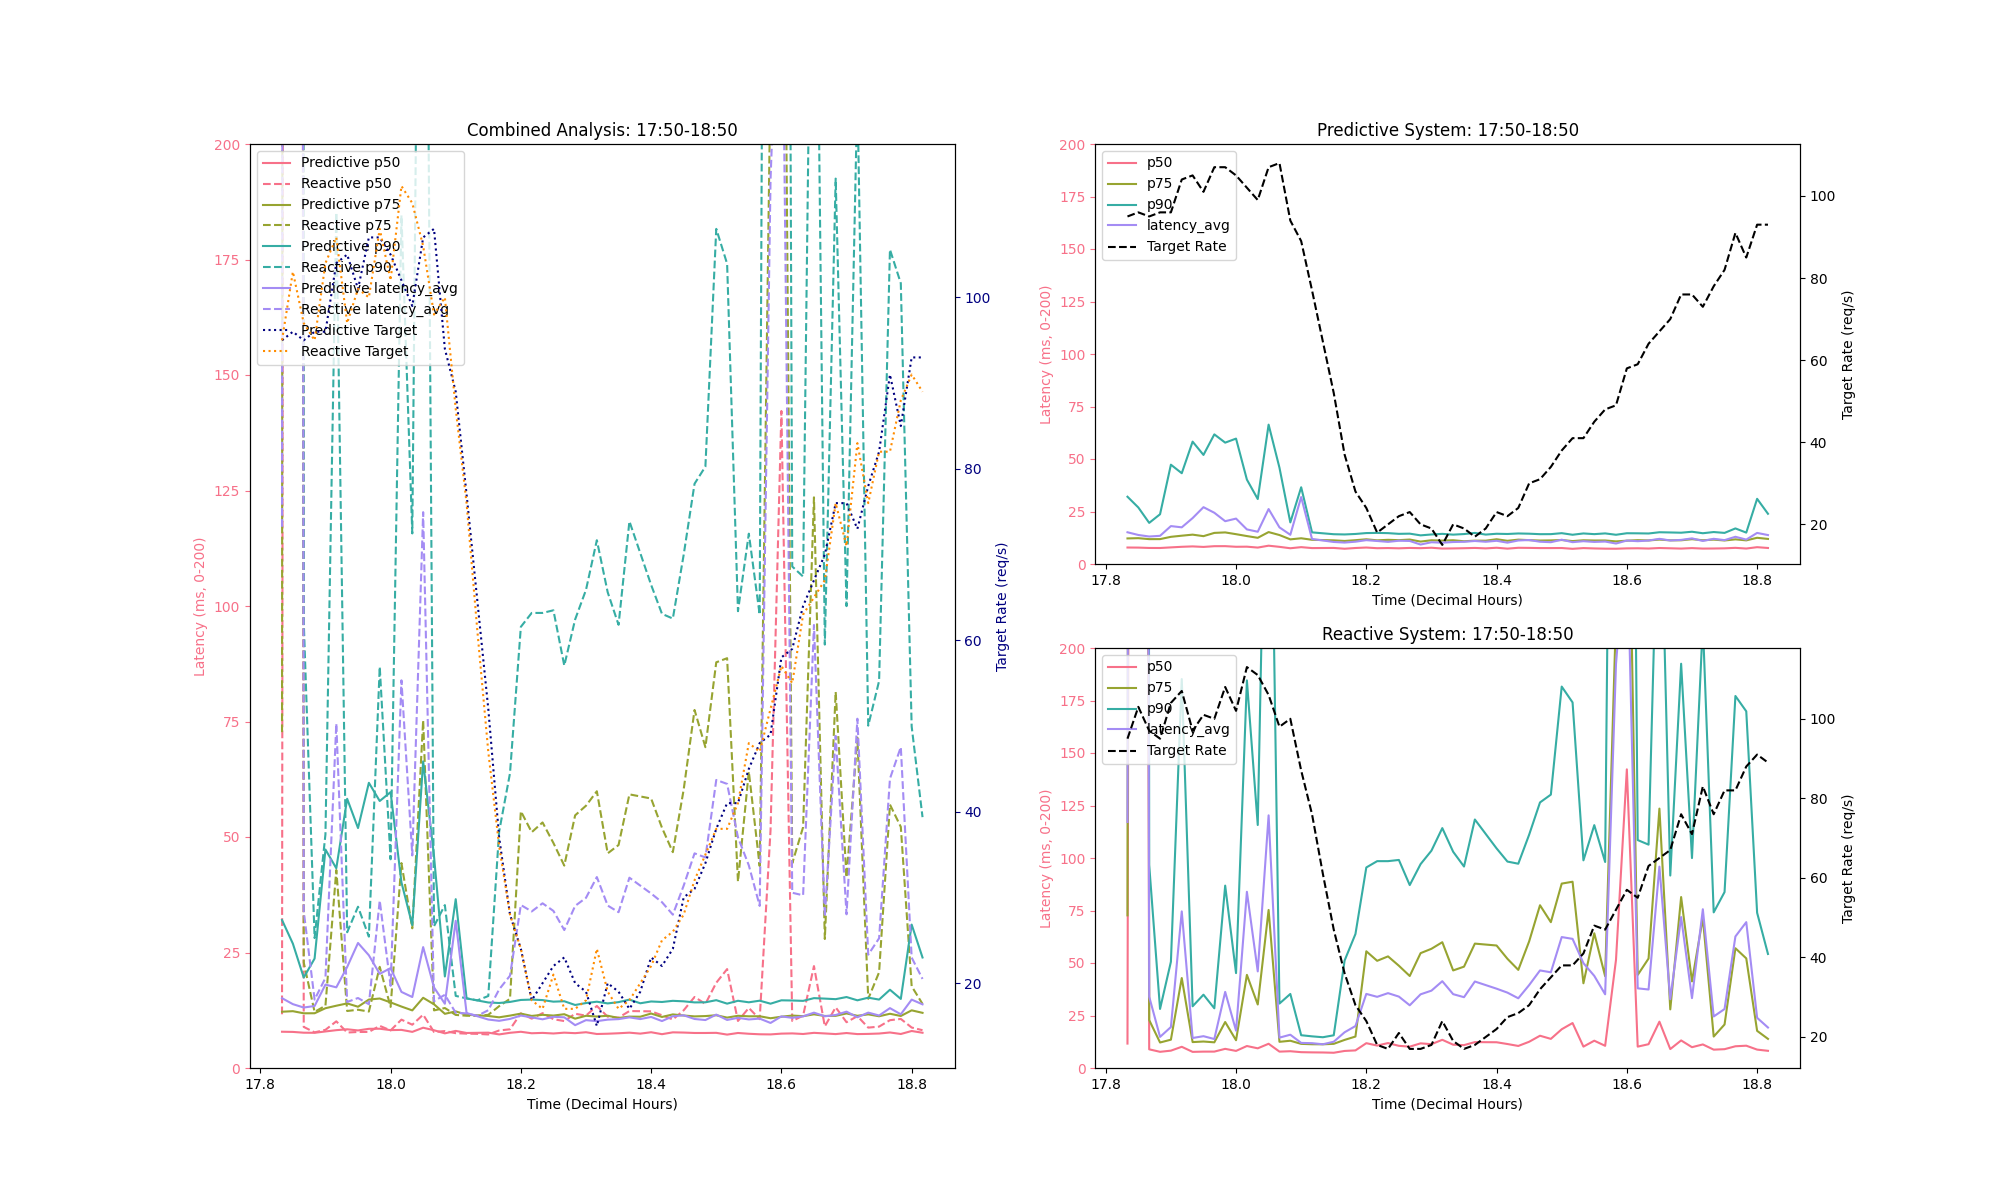 Combined Analysis: 17:50-18:50
Predictive p50
Reactive p50
Predictive p75
Reactive p75
Predictive p90
Reactive p90
Predictive latency_avg
Reactive latency_avg
Predictive Target
Reactive Target
200
175
150
125
100
75
50
25
0
Latency (ms, 0-200)
100
80
60
40
20
Target Rate (req/s)
17.8 18.0 18.2 18.4 18.6 18.8
Time (Decimal Hours)
Predictive System: 17:50-18:50
p50
p75
p90
latency_avg
Target Rate
200
175
150
125
100
75
50
25
0
Latency (ms, 0-200)
100
80
60
40
20
Target Rate (req/s)
17.8 18.0 18.2 18.4 18.6 18.8
Time (Decimal Hours)
Reactive System: 17:50-18:50
p50
p75
p90
latency_avg
Target Rate
200
175
150
125
100
75
50
25
0
Latency (ms, 0-200)
100
80
60
40
20
Target Rate (req/s)
17.8 18.0 18.2 18.4 18.6 18.8
Time (Decimal Hours)